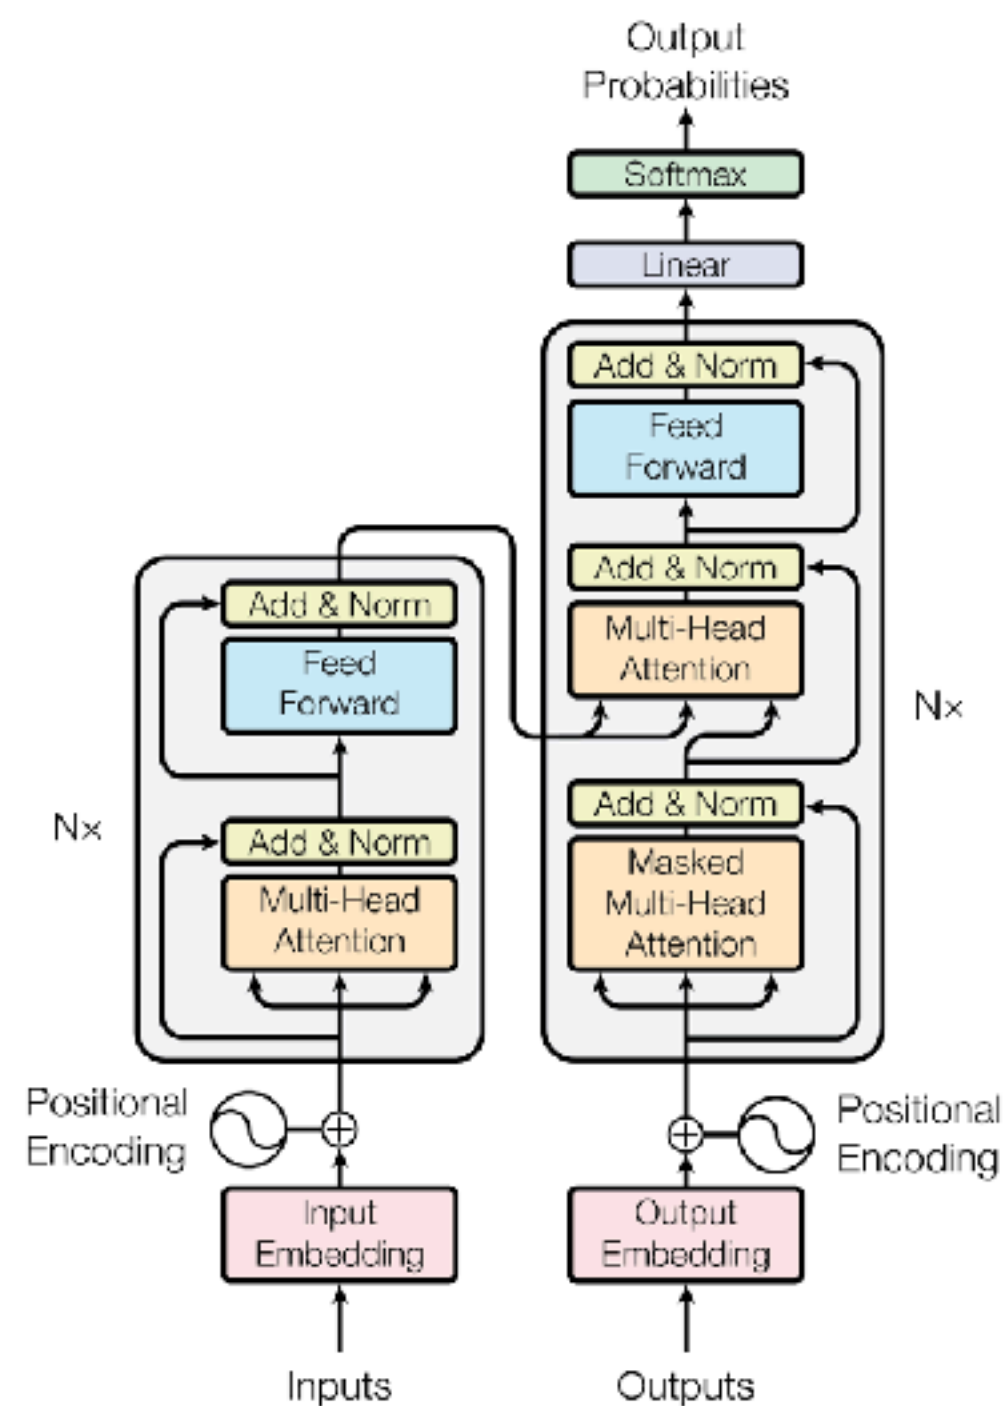 Output
Probabilities
Softmax
Linear
Add & Norm
Feed
Forward
Add & Norm
Multi-Head
Attention
Nx
Add & Norm
Masked
Multi-Head
Attention
Add & Norm
Feed
Forward
Nx
Add & Norm
Multi-Head
Attention
Positional
Encoding
Positional
Encoding
Input
Embedding
Output
Embedding
Inputs
Outputs